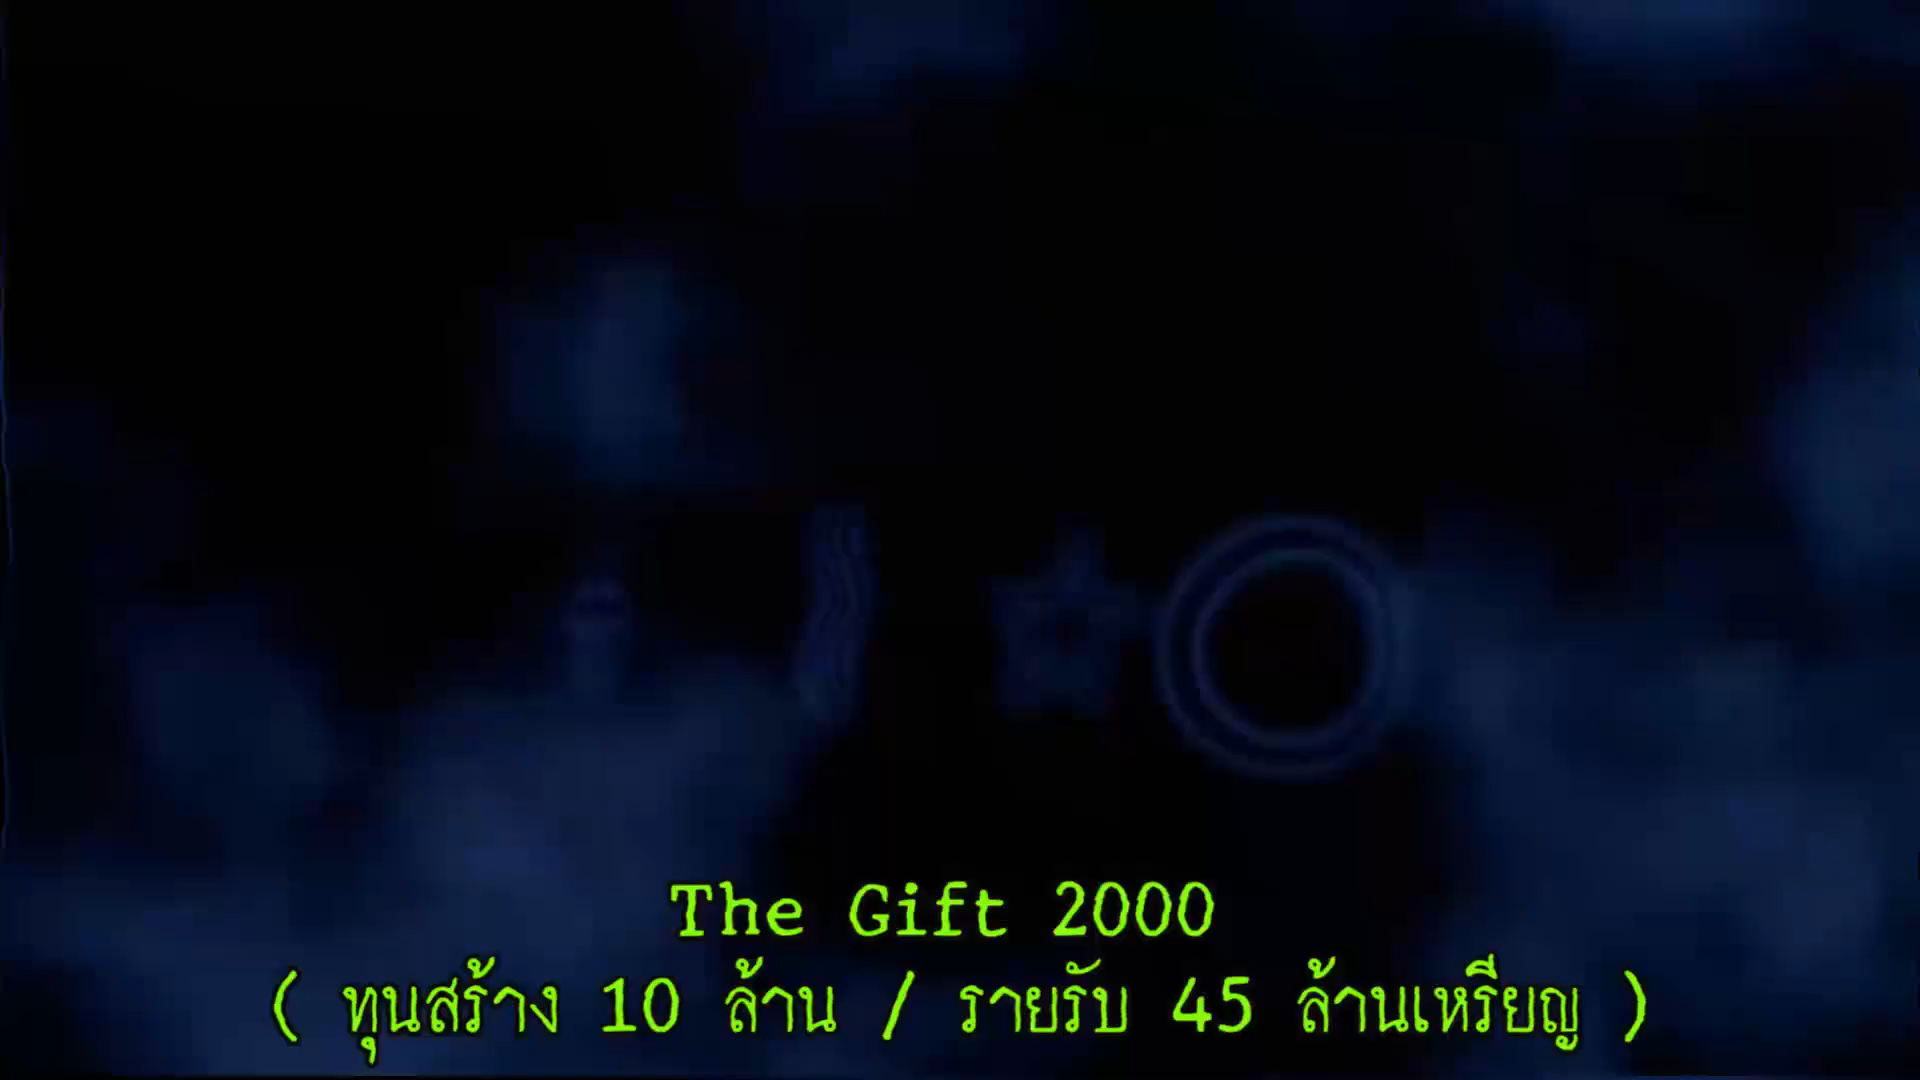 The Gift 2000
( ทุนสร้าง 10 ล้าน / รายรับ 45 ล้านเหรียญ )